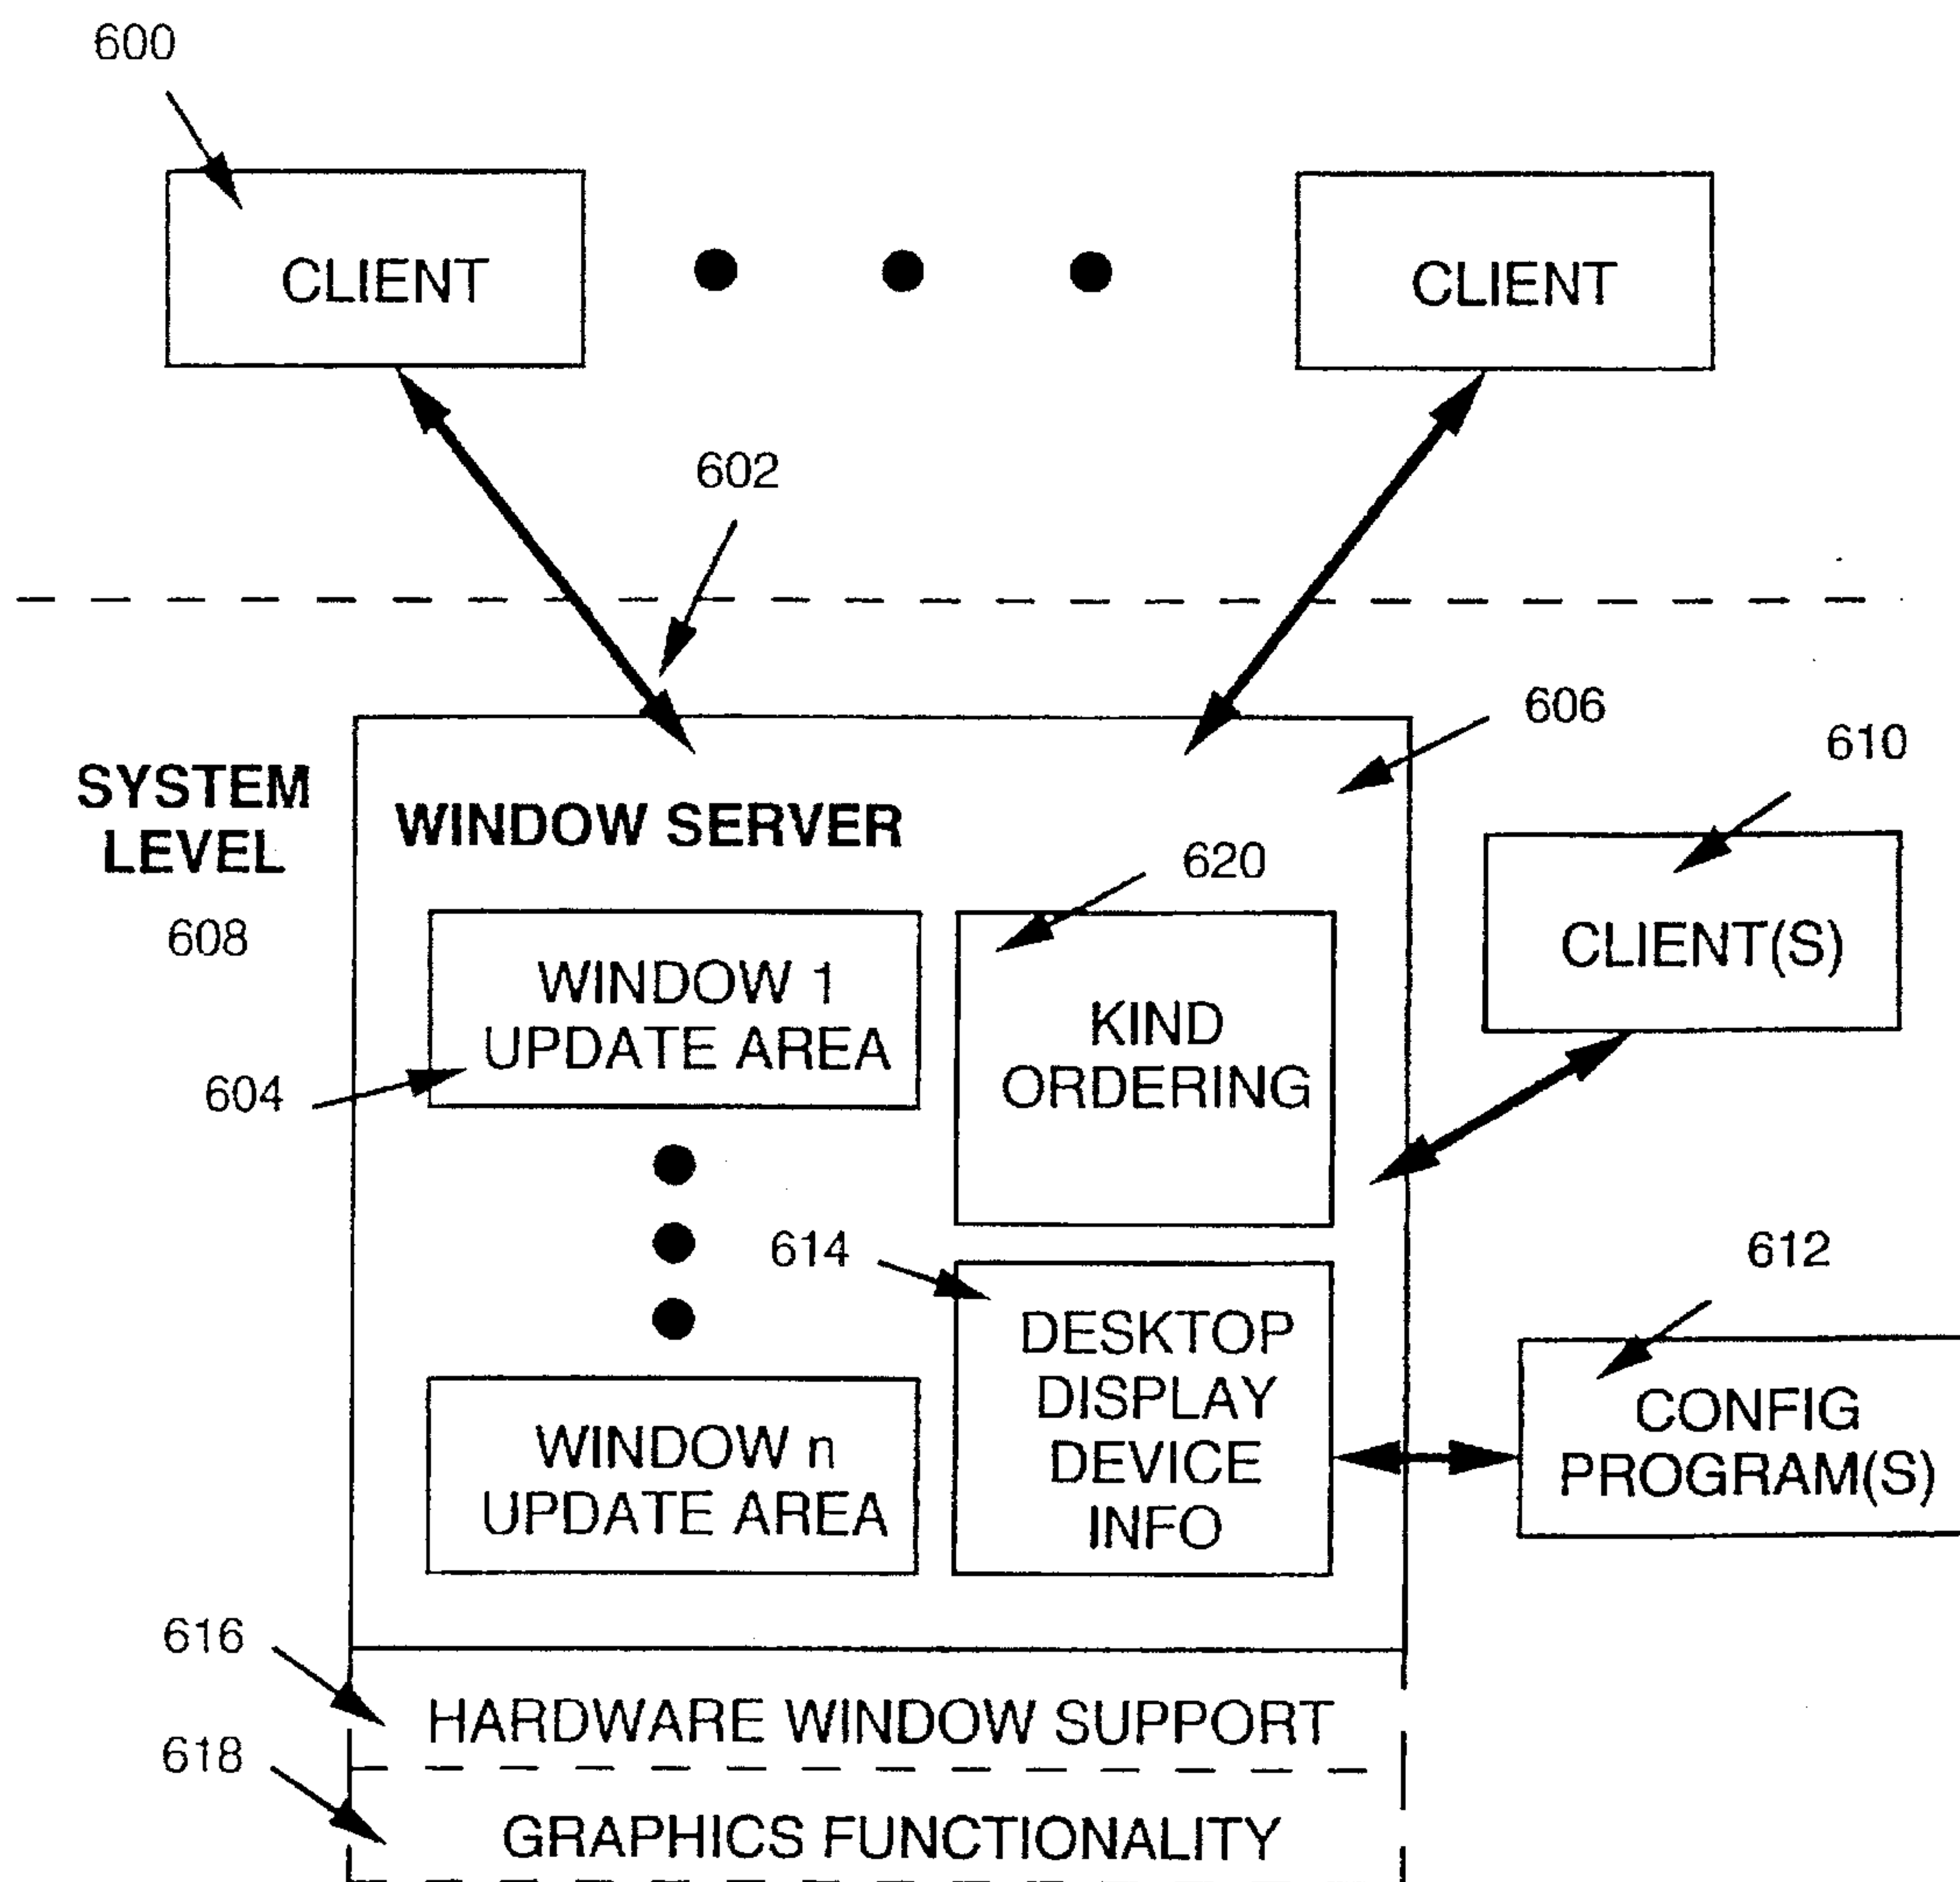 600
CLIENT
CLIENT
602
606
610
SYSTEM
LEVEL
608
WINDOW SERVER
620
WINDOW 1
UPDATE AREA
KIND
ORDERING
CLIENT(S)
604
614
612
DESKTOP
DISPLAY
DEVICE
INFO
CONFIG
PROGRAM(S)
WINDOW n
UPDATE AREA
616
HARDWARE WINDOW SUPPORT
618
GRAPHICS FUNCTIONALITY